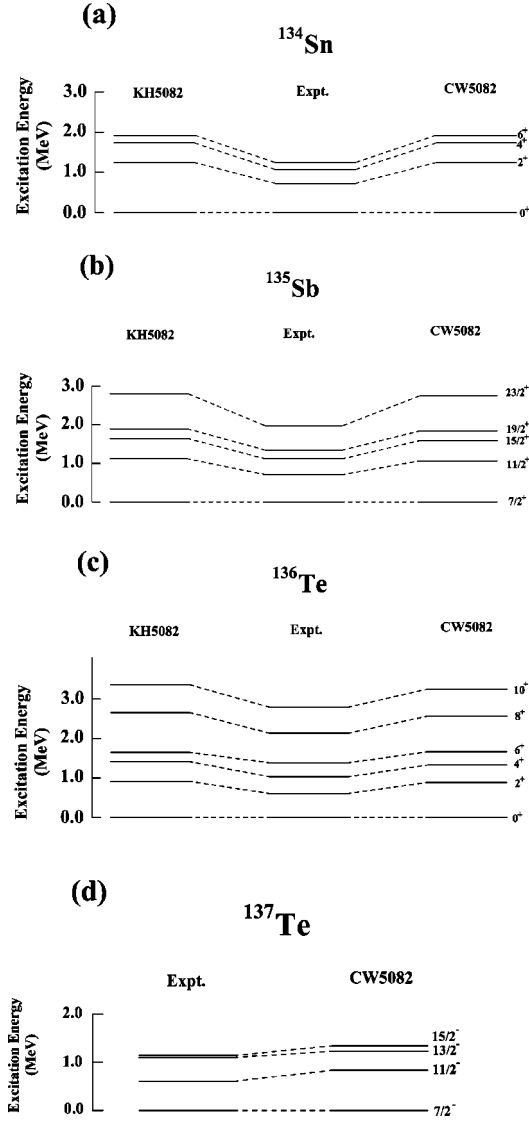 (a)
¹³⁴Sn
KH5082 Expt. CW5082
3.0
2.0
1.0
0.0
Excitation Energy
(MeV)
6⁺
4⁺
2⁺
0⁺
(b)
¹³⁵Sb
KH5082 Expt. CW5082
3.0
2.0
1.0
0.0
Excitation Energy
(MeV)
23/2⁺
19/2⁺
15/2⁺
11/2⁺
7/2⁺
(c)
¹³⁶Te
KH5082 Expt. CW5082
3.0
2.0
1.0
0.0
Excitation Energy
(MeV)
10⁺
8⁺
6⁺
4⁺
2⁺
0⁺
(d)
¹³⁷Te
Expt. CW5082
2.0
1.0
0.0
Excitation Energy
(MeV)
15/2⁻
13/2⁻
11/2⁻
7/2⁻